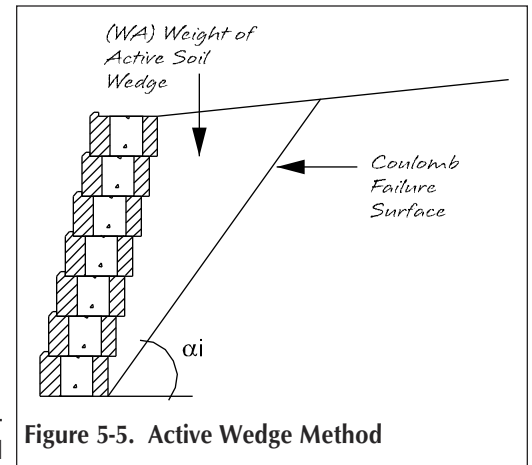 (WA) Weight of
Active Soil
Wedge
Coulomb
Failure
Surface
αi
Figure 5-5. Active Wedge Method